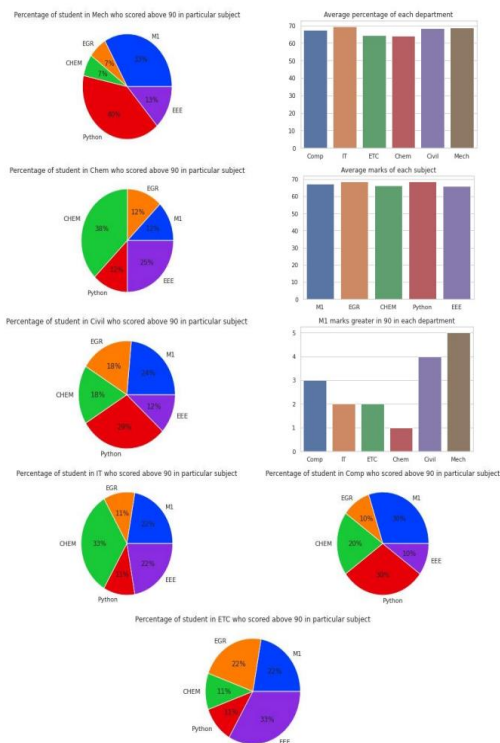 Percentage of student in Mech who scored above 90 in particular subject
M1
EGR
CHEM
Python
EEE
33%
7%
7%
40%
13%
Average percentage of each department
70
60
50
40
30
20
10
0
Comp IT ETC Chem Civil Mech
Percentage of student in Chem who scored above 90 in particular subject
EGR
M1
CHEM
Python
EEE
12%
12%
38%
12%
25%
Average marks of each subject
70
60
50
40
30
20
10
0
M1 EGR CHEM Python EEE
Percentage of student in Civil who scored above 90 in particular subject
EGR
M1
CHEM
EEE
Python
18%
18%
12%
M1 marks greater in 90 in each department
5
4
3
2
1
0
Comp IT ETC Chem Civil Mech
Percentage of student in IT who scored above 90 in particular subject
EGR
M1
CHEM
Python
EEE
11%
22%
33%
11%
22%
Percentage of student in Comp who scored above 90 in particular subject
EGR
M1
CHEM
EEE
Python
10%
30%
20%
10%
30%
Percentage of student in ETC who scored above 90 in particular subject
EGR
M1
CHEM
Python
EEE
22%
22%
11%
11%
33%